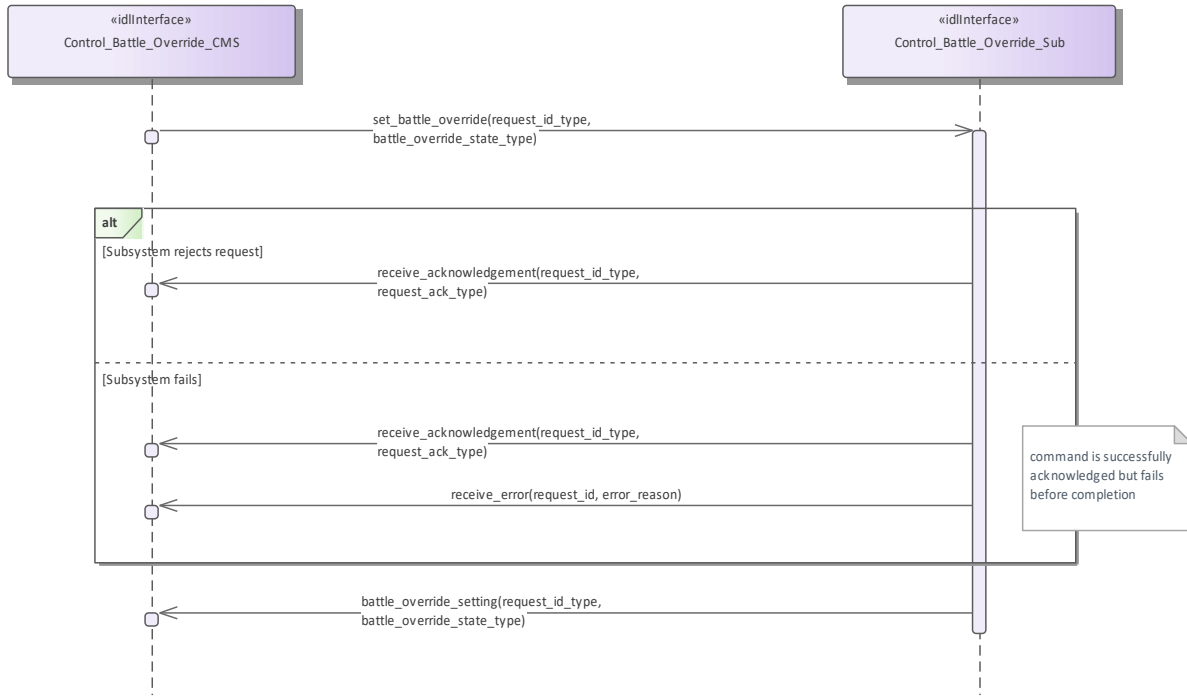 «idlInterface»
Control_Battle_Override_CMS
«idlInterface»
Control_Battle_Override_Sub
set_battle_override(request_id_type,
battle_override_state_type)
alt
[Subsystem rejects request]
receive_acknowledgement(request_id_type,
request_ack_type)
[Subsystem fails]
receive_acknowledgement(request_id_type,
request_ack_type)
command is successfully
acknowledged but fails
before completion
receive_error(request_id, error_reason)
battle_override_setting(request_id_type,
battle_override_state_type)